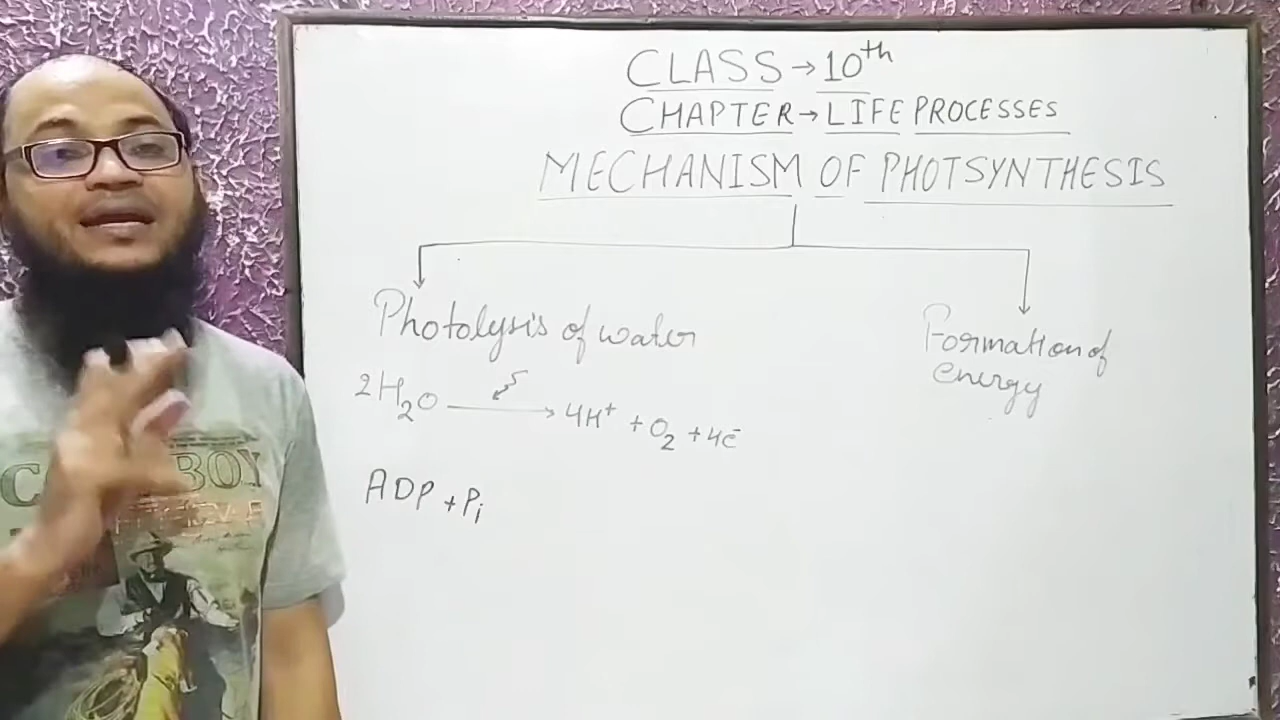 CLASS → 10th
CHAPTER → LIFE PROCESSES
MECHANISM OF PHOTSYNTHESIS
Photolysis of water
2H₂O → 4H⁺ + O₂ + 4e⁻
ADP + Pi
Formation of
energy
BOY